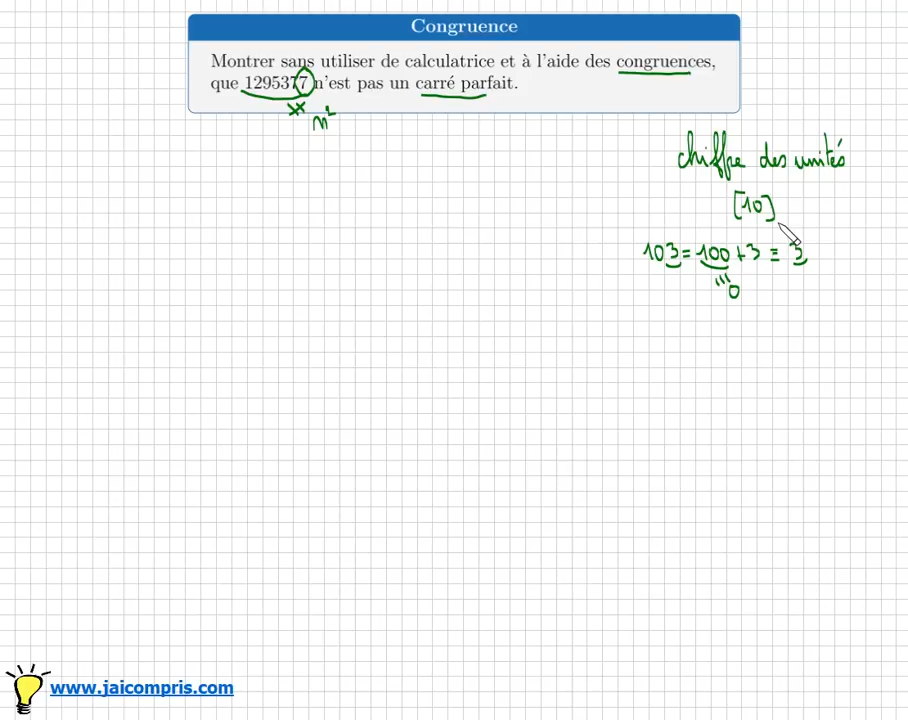 Congruence
Montrer sans utiliser de calculatrice et à l'aide des congruences,
que 1295377 n'est pas un carré parfait.
n²
chiffre des unités
[10]
103 = 100 + 3 ≡ 3
0
www.jaicompris.com